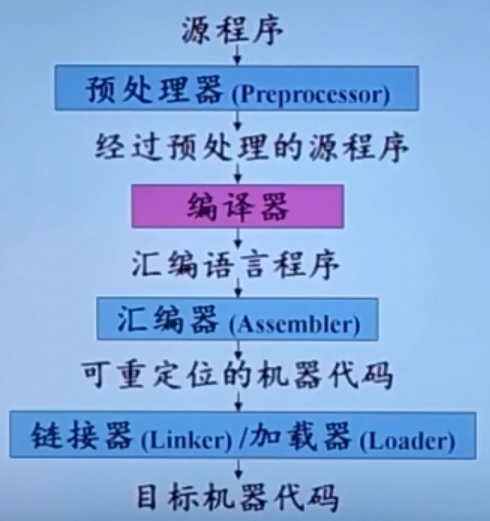 源程序
预处理器(Preprocessor)
经过预处理的源程序
编译器
汇编语言程序
汇编器(Assembler)
可重定位的机器代码
链接器(Linker)/加载器(Loader)
目标机器代码